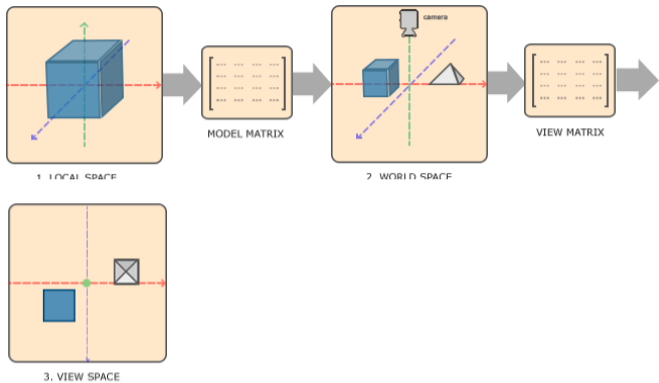 camera
MODEL MATRIX
VIEW MATRIX
1. LOCAL SPACE
2. WORLD SPACE
3. VIEW SPACE